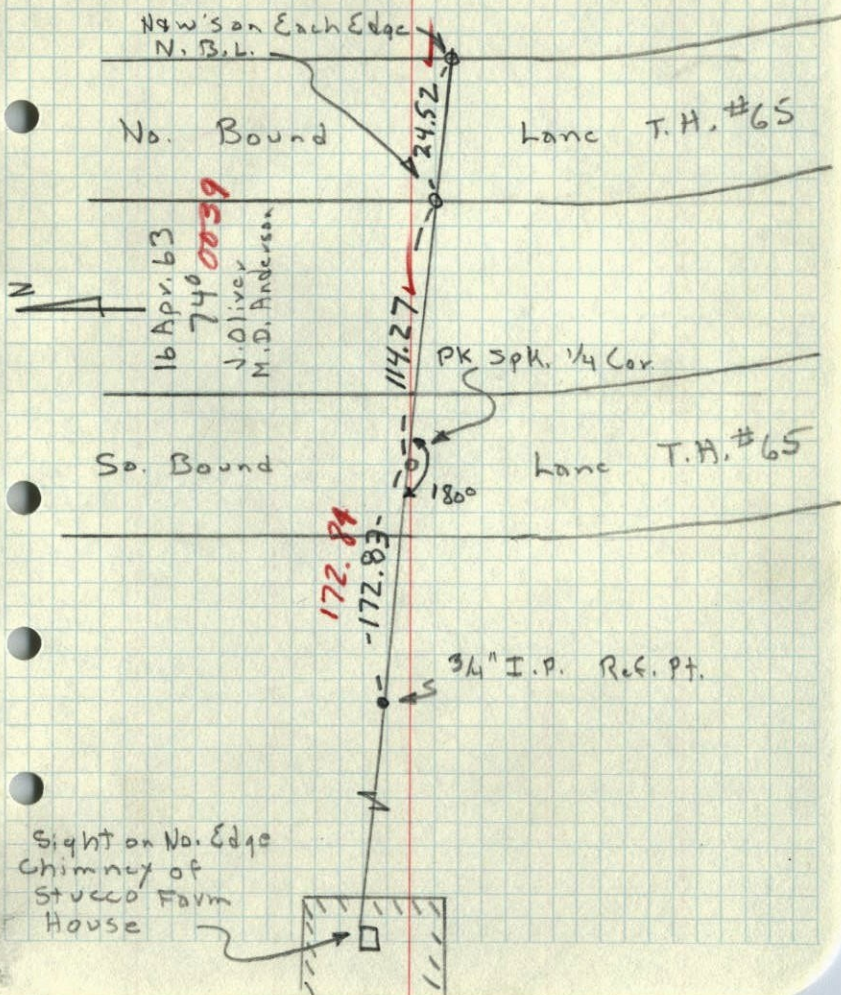 Naw's on Each Edge
N. B. L.
24.52
No. Bound Lane T. H. #65
16 Apr. 63
74° 0039
J. Oliver
M. D. Anderson
N
114.27
PK Spk. 1/4 Cor.
So. Bound Lane T. H. #65
180°
172.84
-172.83-
3/4" I.P. Ref. Pt.
Sight on No. Edge
Chimney of
Stucco Farm
House